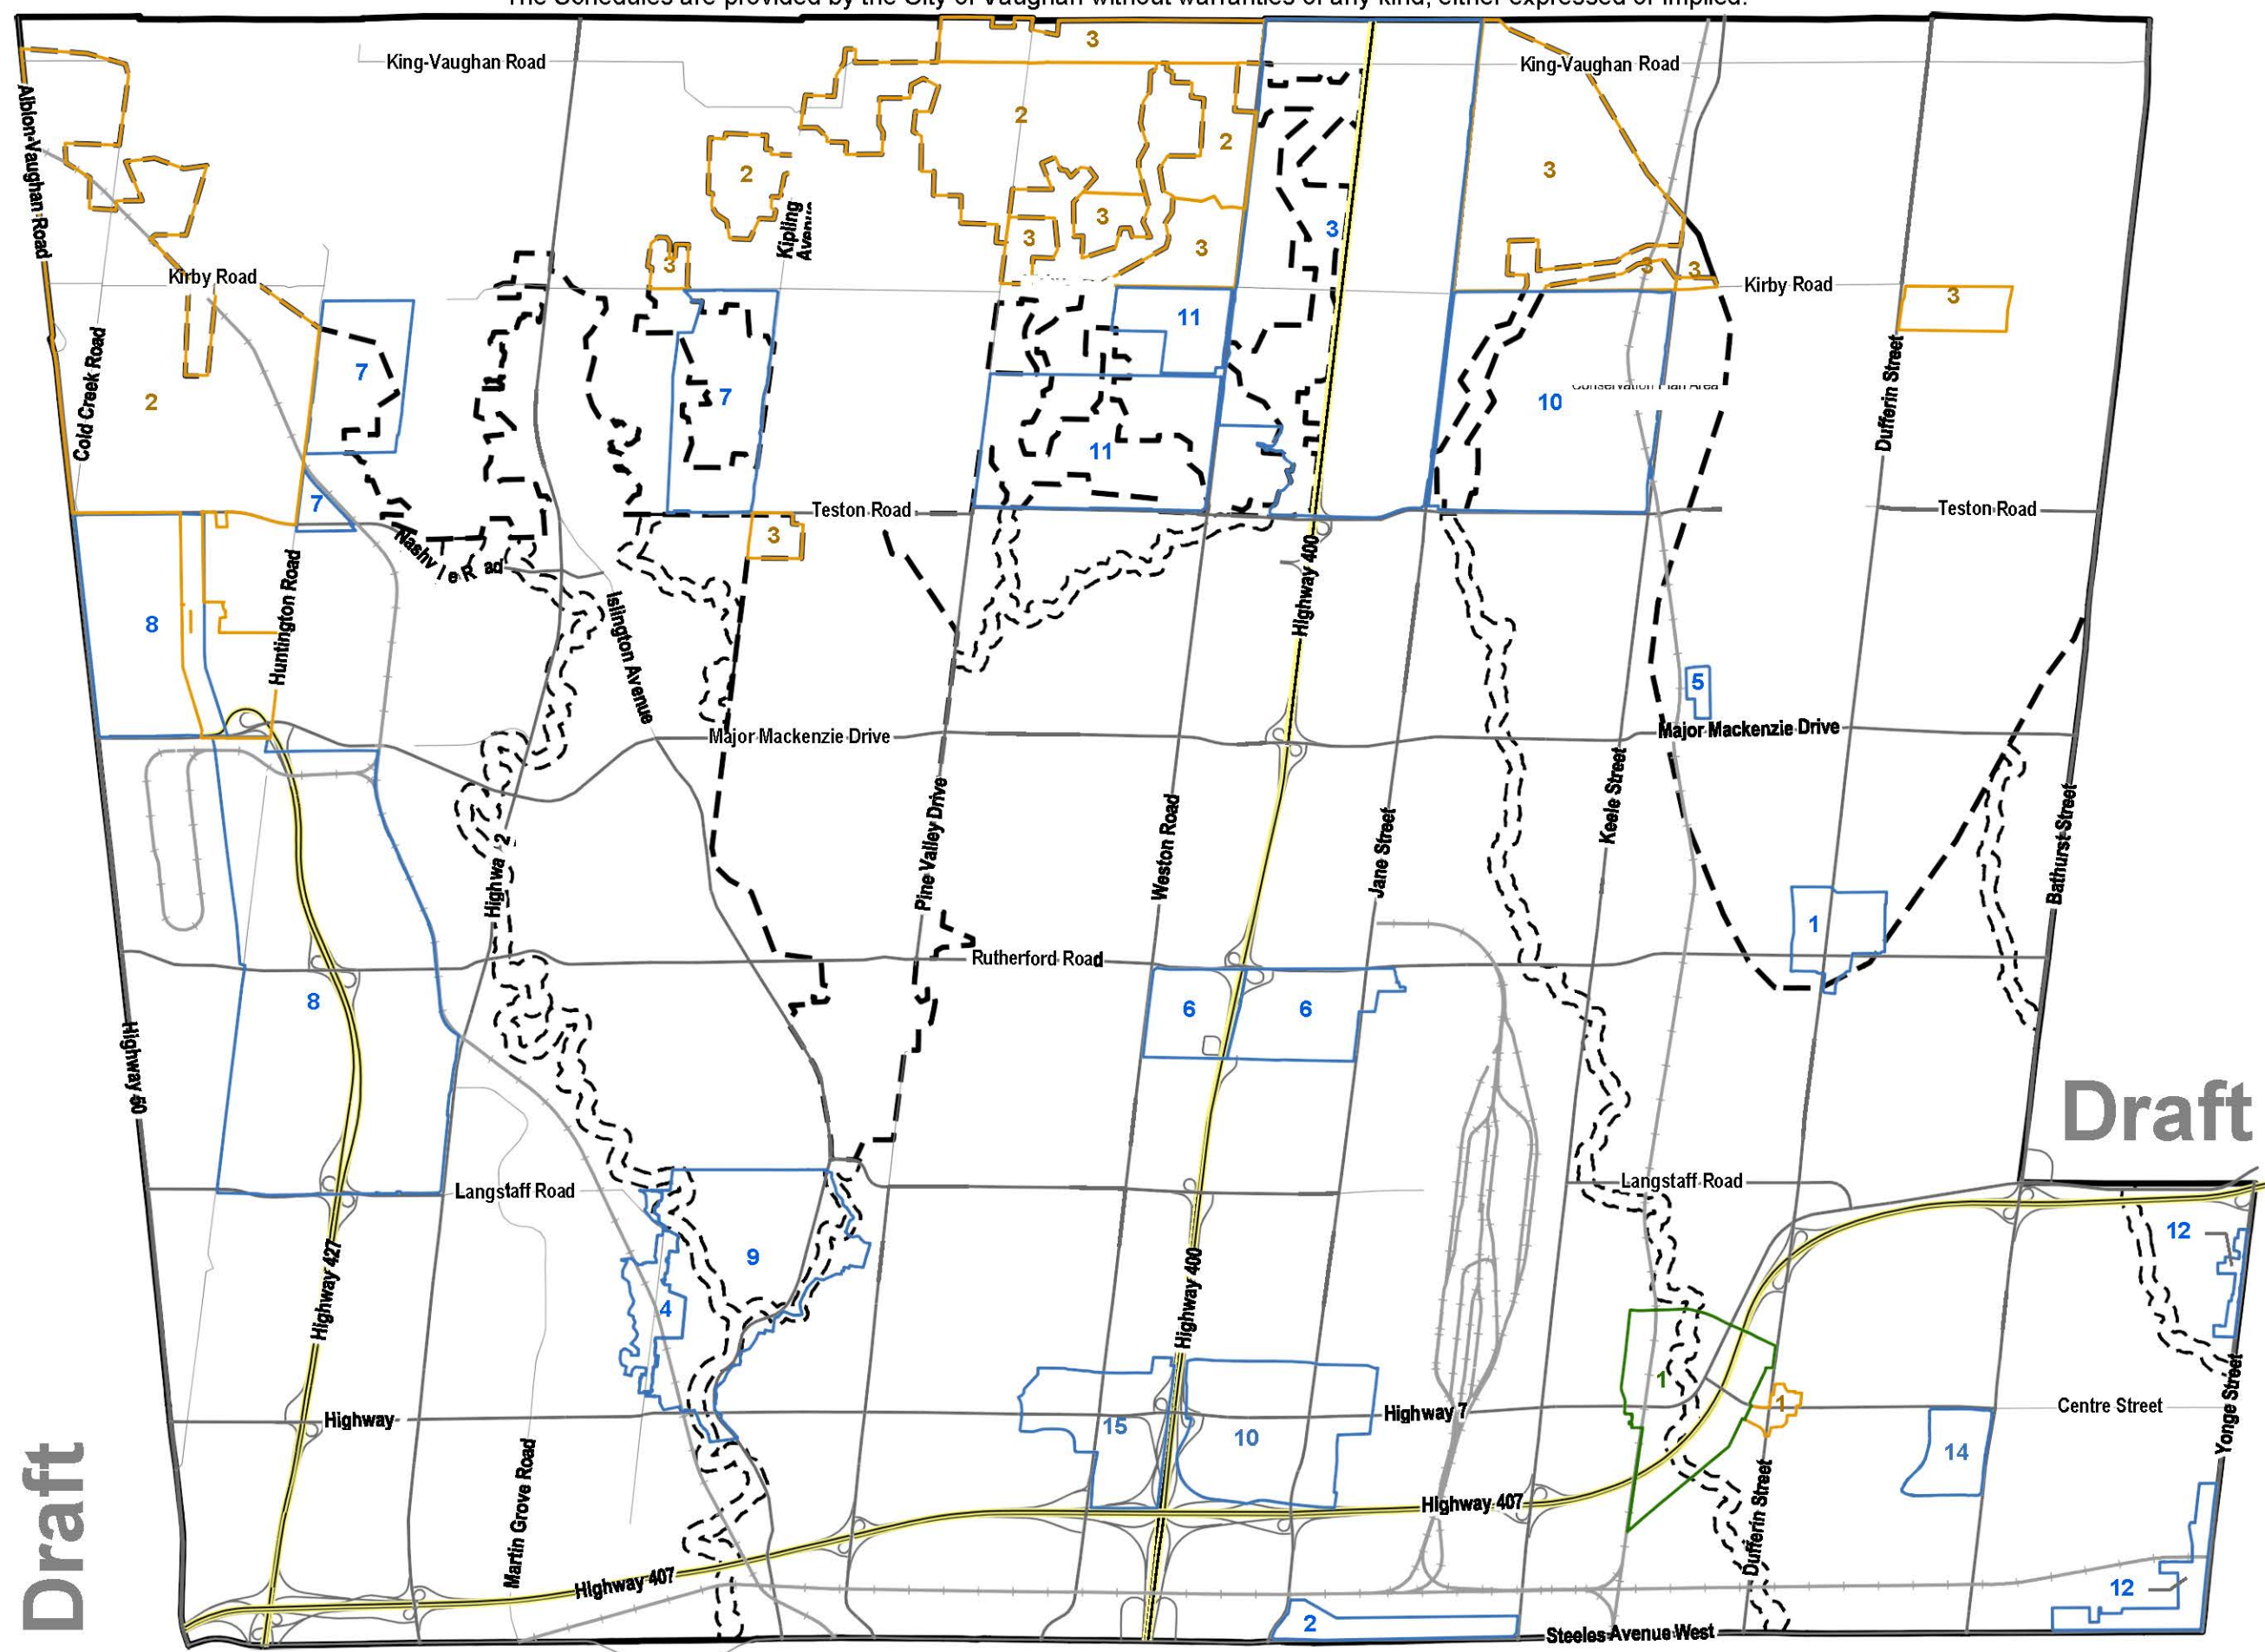 The Schedules are provided by the City of Vaughan without warranties of any kind, either expressed or implied.
3
King-Vaughan Road
King-Vaughan Road
Albion-Vaughan Road
2
2
2
3
3
3
3
3
Kipling
Avenue
3
3
3
Kirby Road
Kirby Road
3
11
7
7
2
Cold Creek Road
Conservation Plan Area
10
Dufferin Street
11
7
Teston Road
Teston Road
3
Highway 400
Huntington Road
8
Islington Avenue
5
Major Mackenzie Drive
Major Mackenzie Drive
Pine Valley Drive
Weston Road
Jane Street
Keele Street
Bathurst Street
1
Rutherford Road
8
6
6
Highway 50
Draft
Langstaff Road
Langstaff Road
12
9
4
Highway 427
Highway 400
1
1
Highway
Highway 7
Centre Street
15
10
14
Yonge Street
Draft
Martin Grove Road
Highway 407
Highway 407
Dufferin Street
12
2
Steeles Avenue West